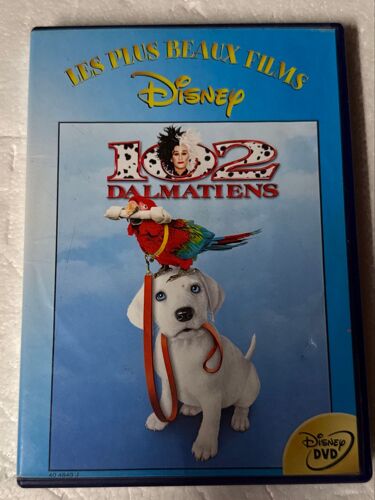 LES PLUS BEAUX FILMS
Disney
102
DALMATIENS
Disney
DVD